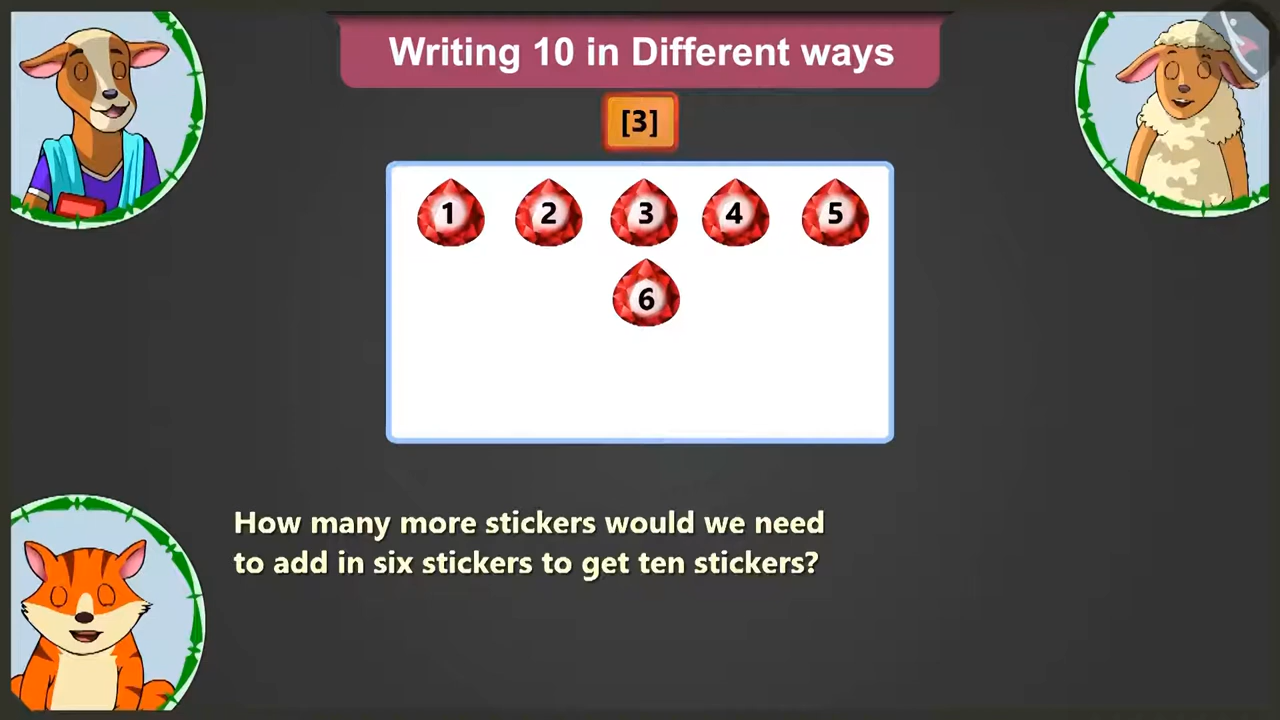 Writing 10 in Different ways
[3]
1 2 3 4 5
6
How many more stickers would we need
to add in six stickers to get ten stickers?